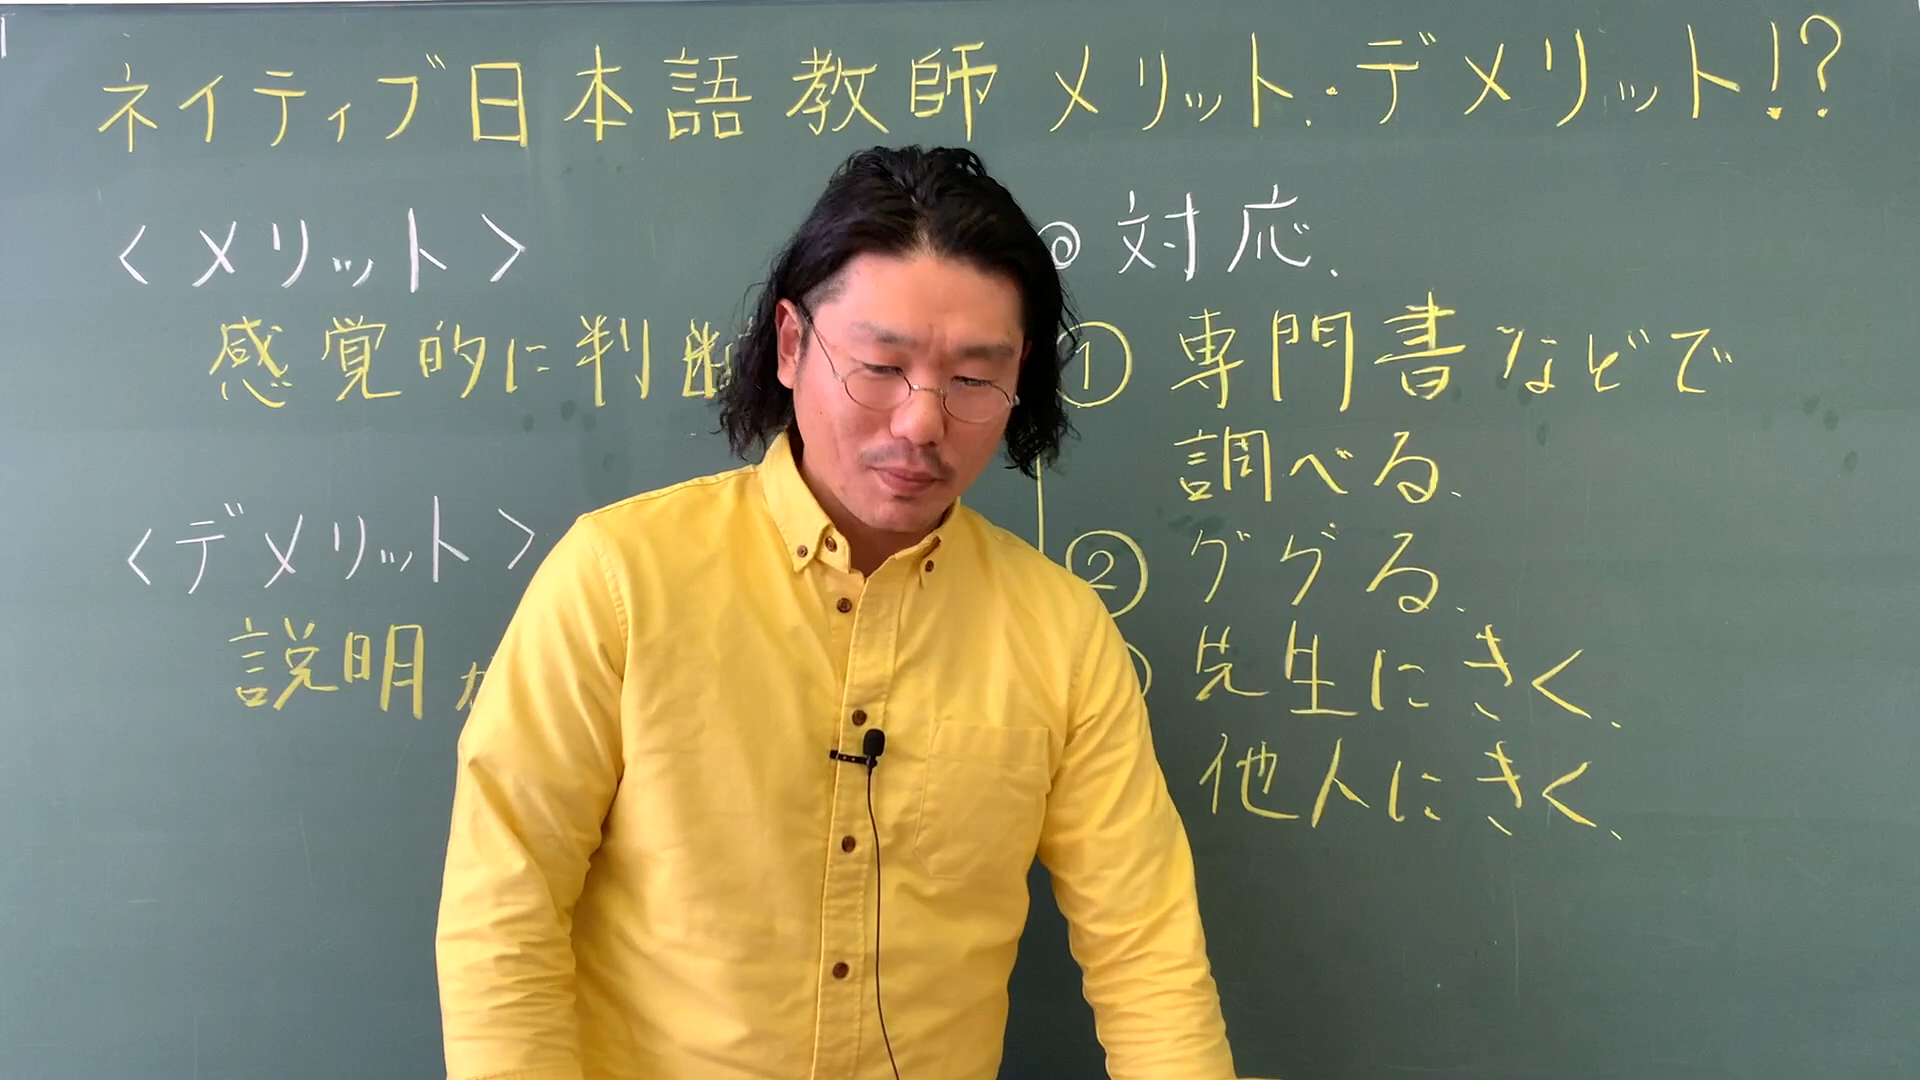 ネイティブ日本語教師 メリット・デメリット!?
<メリット>
感覚的に判断
<デメリット>
説明
◎対応.
① 専門書などで
調べる.
② ググる.
先生にきく.
他人にきく.